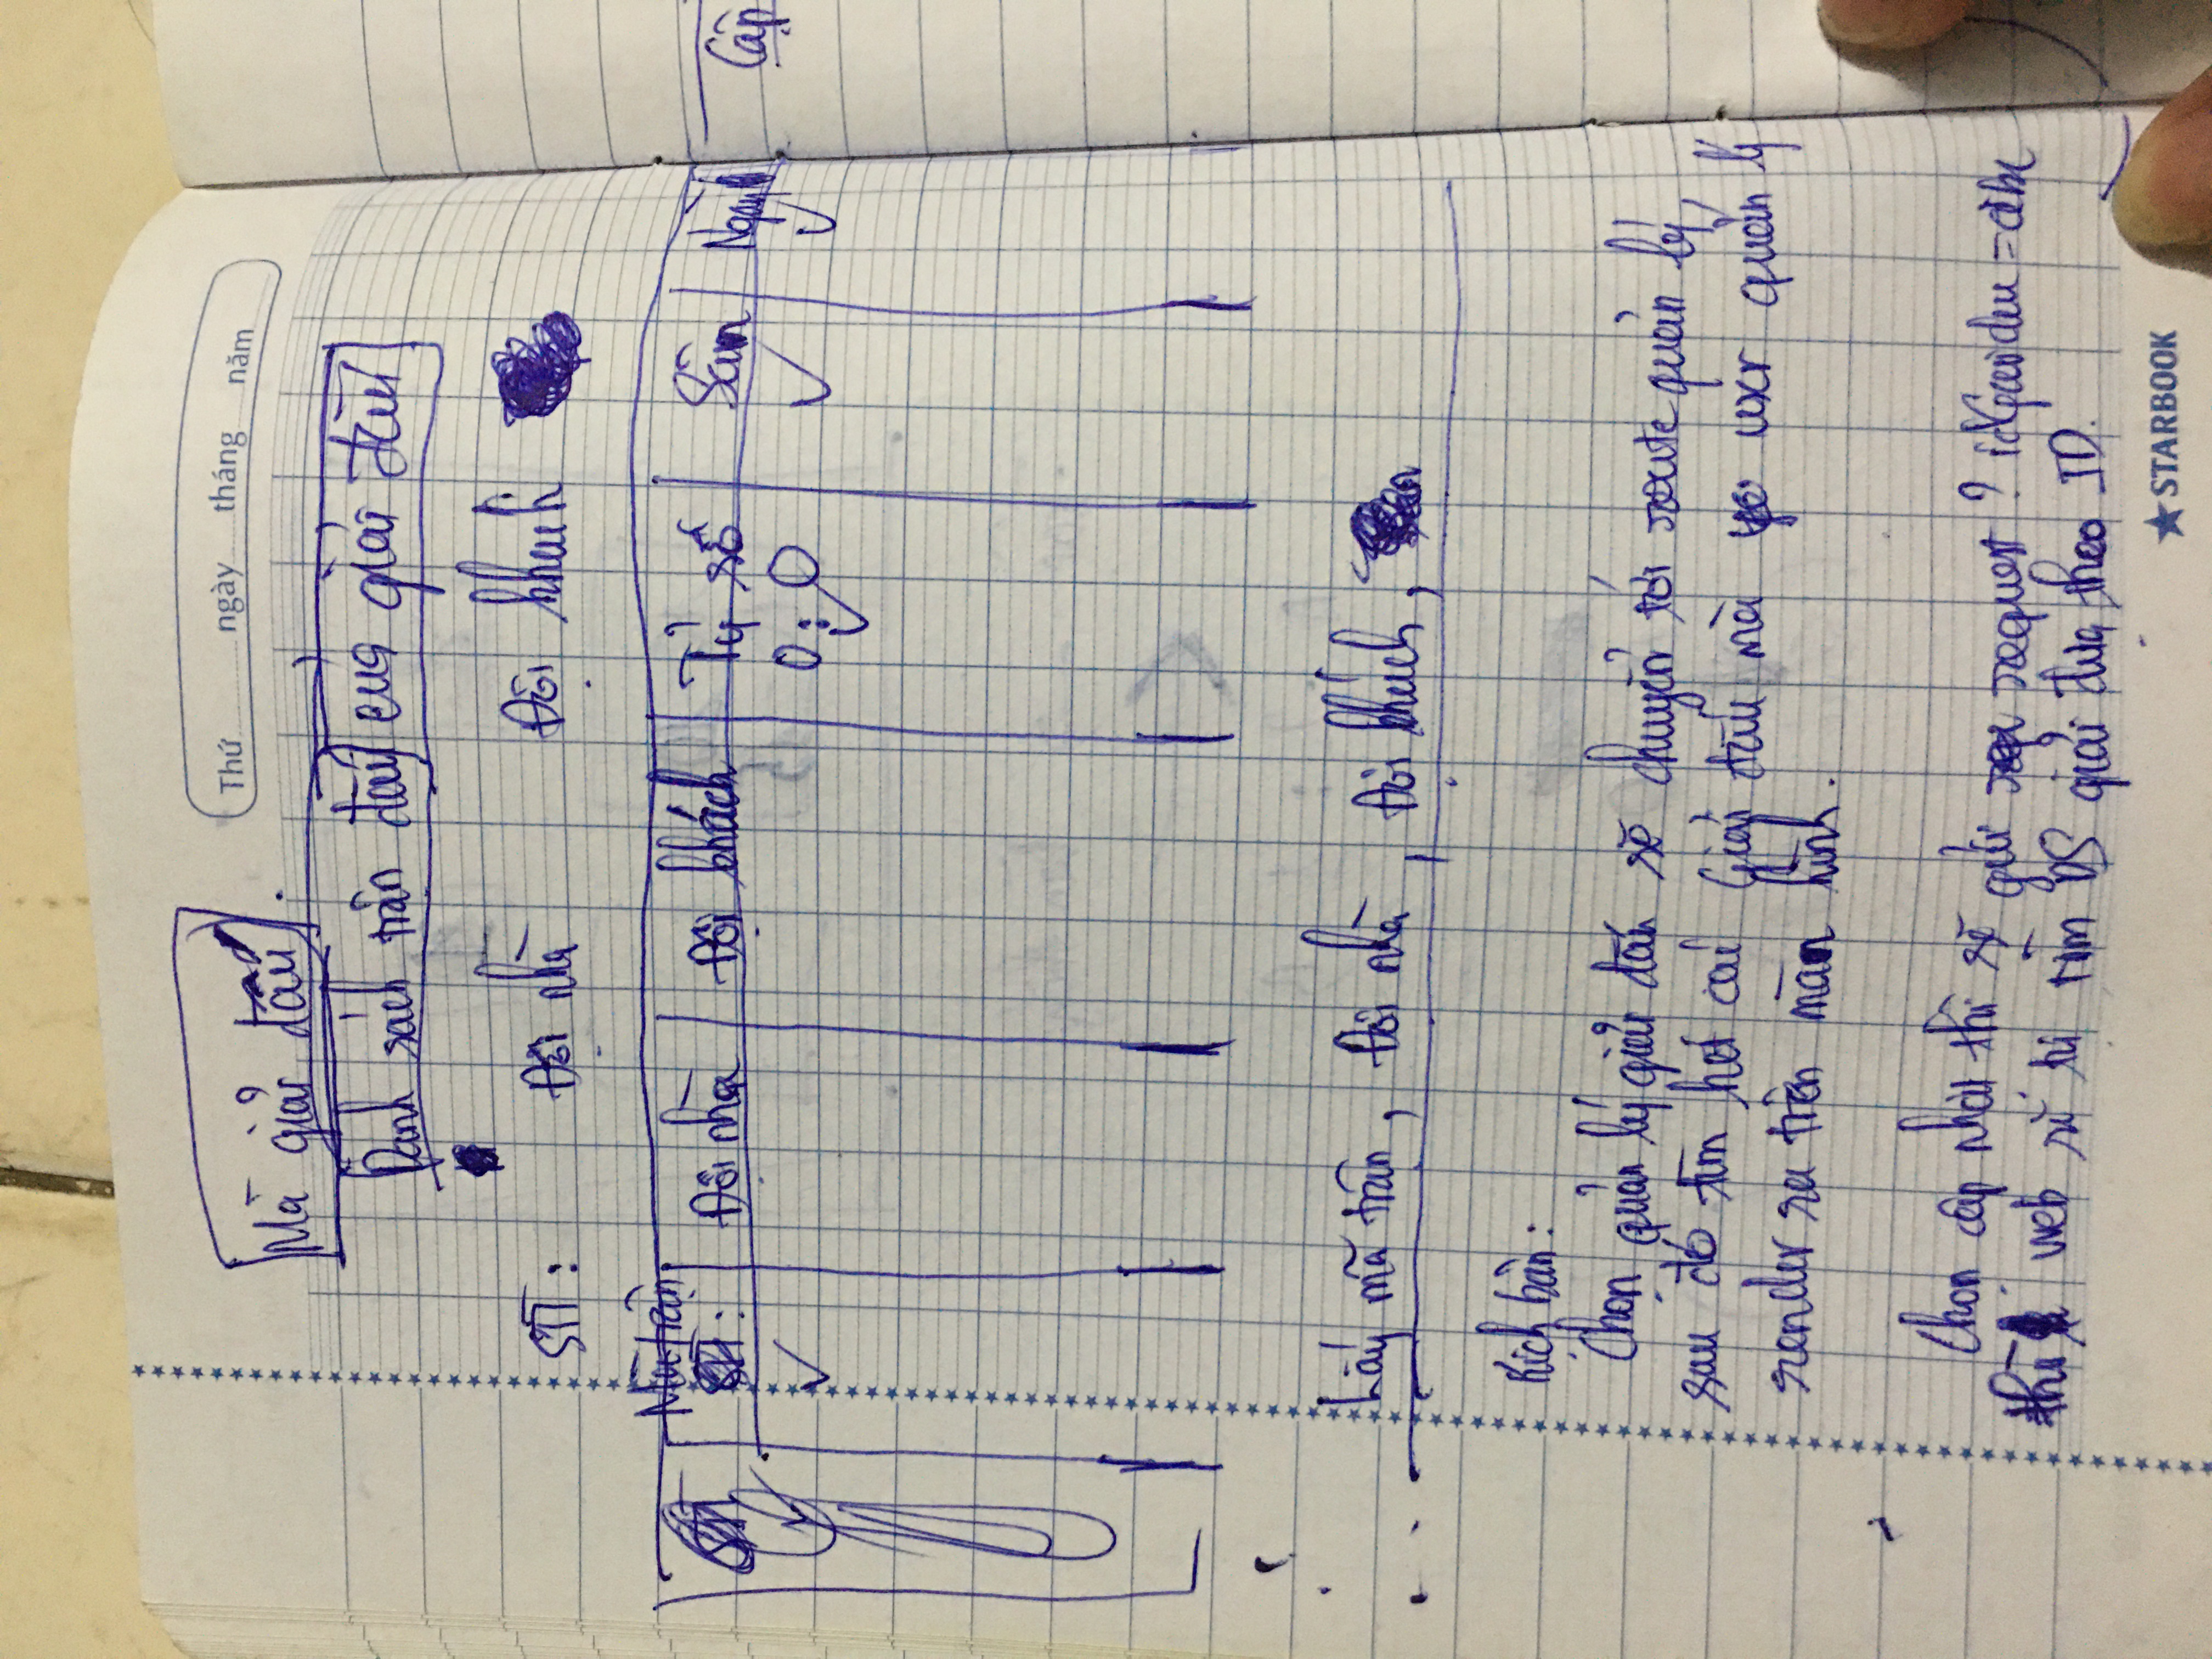 Thứ ngày tháng năm
Mã giải đấu.
Danh sách trận đấu của giải đấu
STT: Đội nhà Đội khach
Mã trận Đội nhà Đội khách Tỷ số Sân Ngày Cập
0:0
Lấy mã trận, Đội nhà, Đội khách,
Kịch bản:
Chọn quản lý giải đấu sẽ chuyển tới route quản lý,
sau đó tìm hết các Giải đấu mà user quản lý
render ra trên màn hình.
Chọn cập nhật thì sẽ gửi request ? idGiaidau = abc
thì web sẽ tìm DS giải dựa theo ID.
STARBOOK